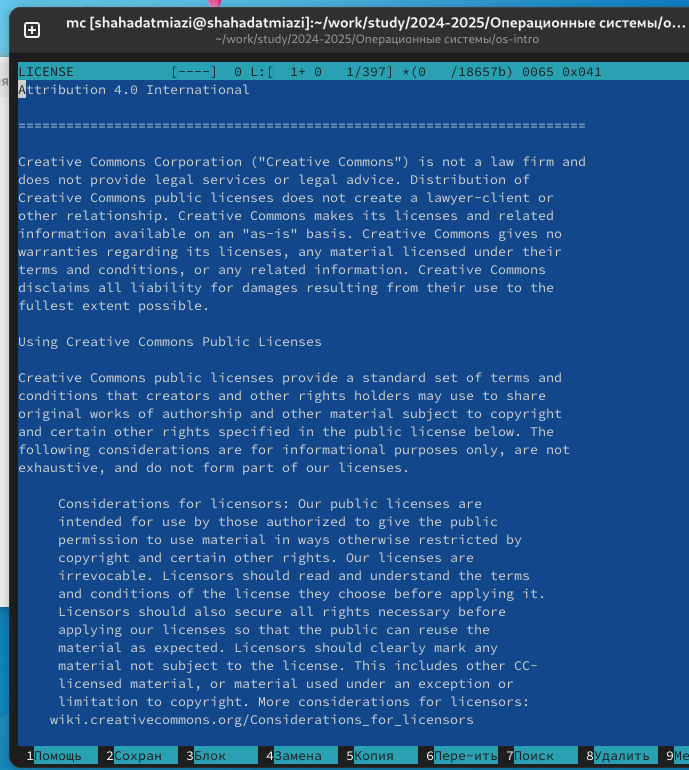 mc [shahadatmiazi@shahadatmiazi]:~/work/study/2024-2025/Операционные системы/o...
~/work/study/2024-2025/Операционные системы/os-intro
LICENSE [----] 0 L:[ 1+ 0 1/397] *(0 /18657b) 0065 0x041
Attribution 4.0 International
=======================================================================
Creative Commons Corporation ("Creative Commons") is not a law firm and
does not provide legal services or legal advice. Distribution of
Creative Commons public licenses does not create a lawyer-client or
other relationship. Creative Commons makes its licenses and related
information available on an "as-is" basis. Creative Commons gives no
warranties regarding its licenses, any material licensed under their
terms and conditions, or any related information. Creative Commons
disclaims all liability for damages resulting from their use to the
fullest extent possible.
Using Creative Commons Public Licenses
Creative Commons public licenses provide a standard set of terms and
conditions that creators and other rights holders may use to share
original works of authorship and other material subject to copyright
and certain other rights specified in the public license below. The
following considerations are for informational purposes only, are not
exhaustive, and do not form part of our licenses.
Considerations for licensors: Our public licenses are
intended for use by those authorized to give the public
permission to use material in ways otherwise restricted by
copyright and certain other rights. Our licenses are
irrevocable. Licensors should read and understand the terms
and conditions of the license they choose before applying it.
Licensors should also secure all rights necessary before
applying our licenses so that the public can reuse the
material as expected. Licensors should clearly mark any
material not subject to the license. This includes other CC-
licensed material, or material used under an exception or
limitation to copyright. More considerations for licensors:
wiki.creativecommons.org/Considerations_for_licensors
1Помощь 2Сохран 3Блок 4Замена 5Копия 6Пере~ить 7Поиск 8Удалить 9Ме